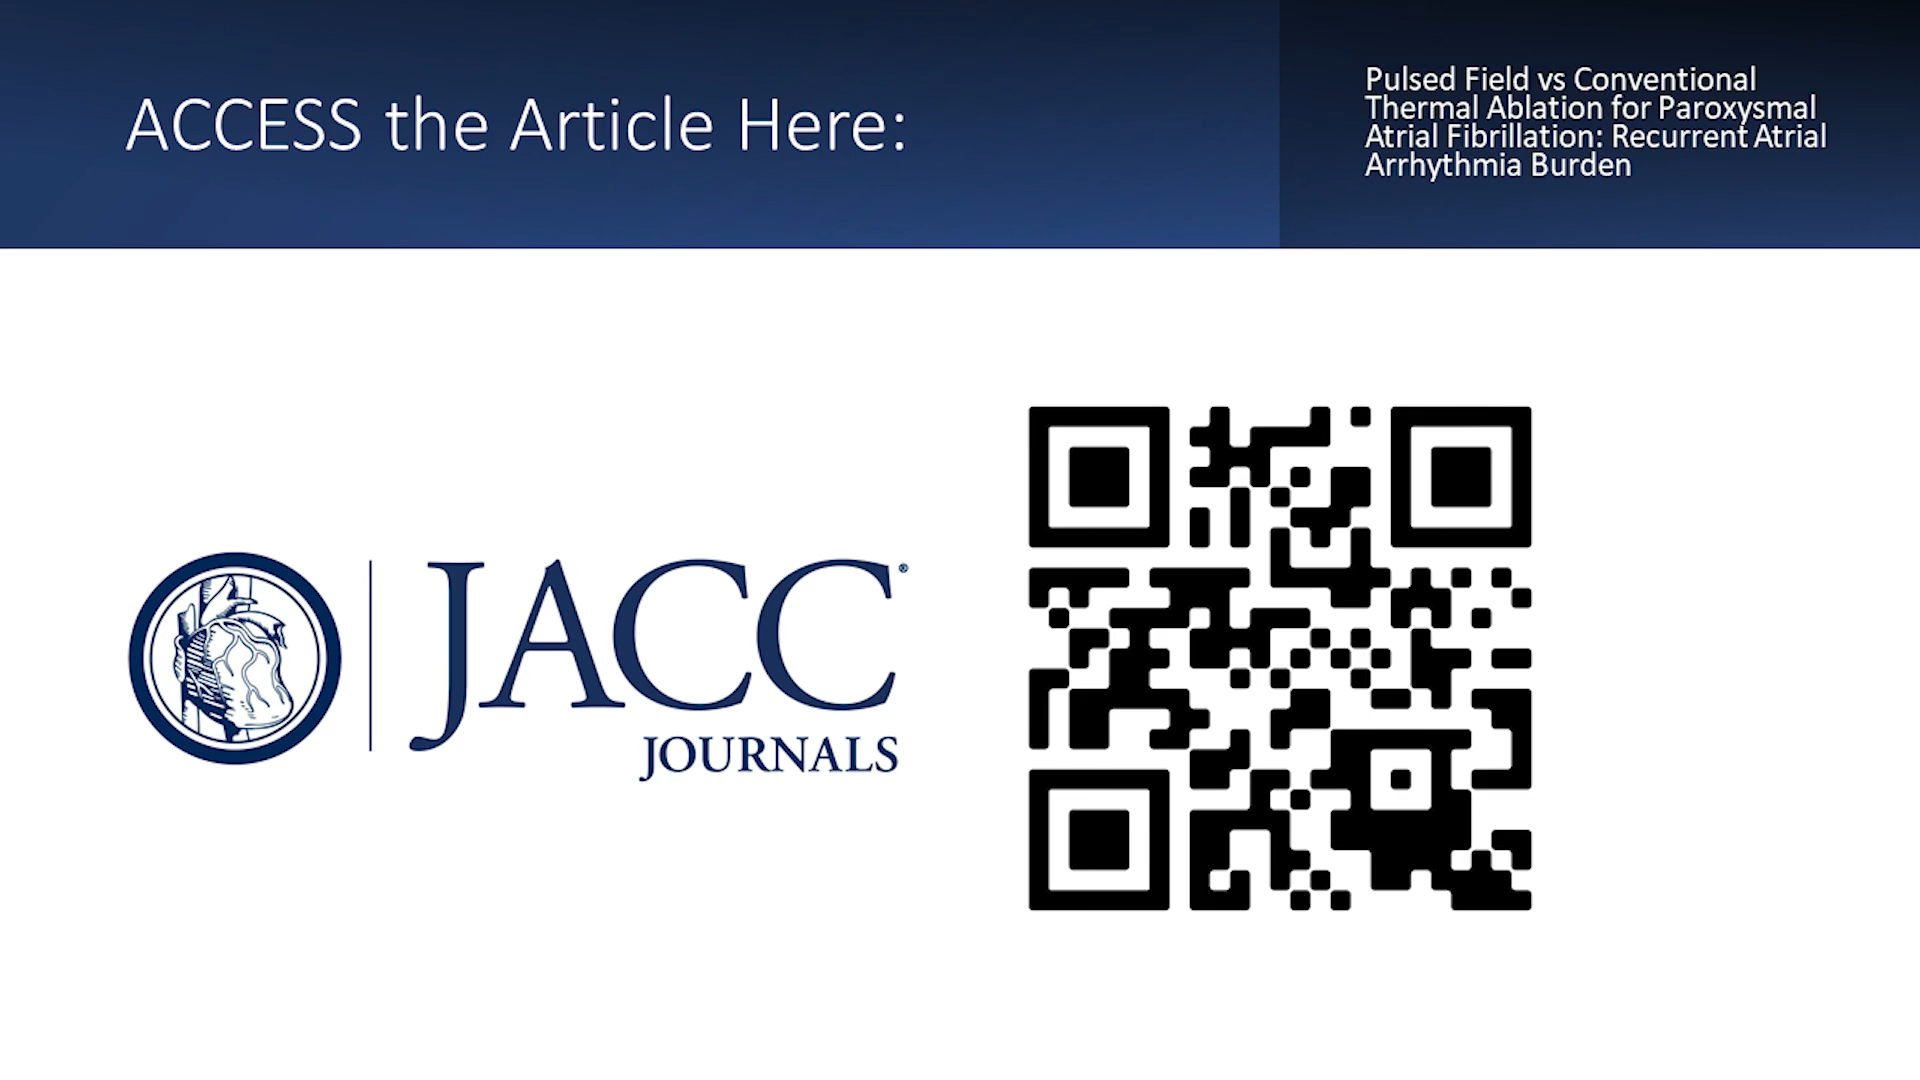 ACCESS the Article Here:
Pulsed Field vs Conventional
Thermal Ablation for Paroxysmal
Atrial Fibrillation: Recurrent Atrial
Arrhythmia Burden
JACC®
JOURNALS